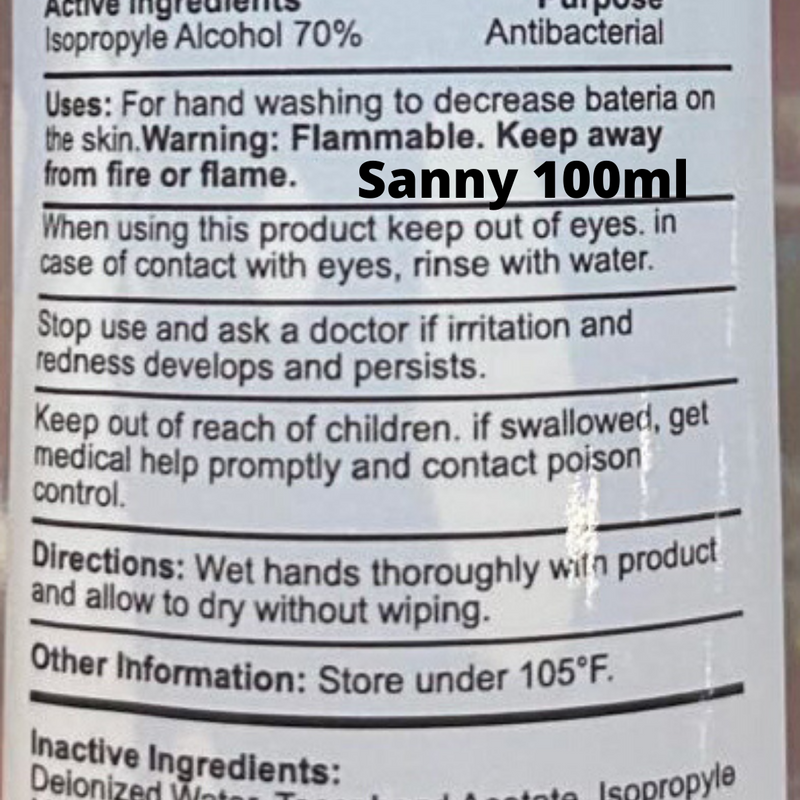 Active Ingredients Purpose
Isopropyle Alcohol 70% Antibacterial
Uses: For hand washing to decrease bateria on
the skin.Warning: Flammable. Keep away
from fire or flame.
Sanny 100ml
When using this product keep out of eyes. in
case of contact with eyes, rinse with water.
Stop use and ask a doctor if irritation and
redness develops and persists.
Keep out of reach of children. if swallowed, get
medical help promptly and contact poison
control.
Directions: Wet hands thoroughly with product
and allow to dry without wiping.
Other Information: Store under 105°F.
Inactive Ingredients:
Deionized Water, Acetate, Isopropyle